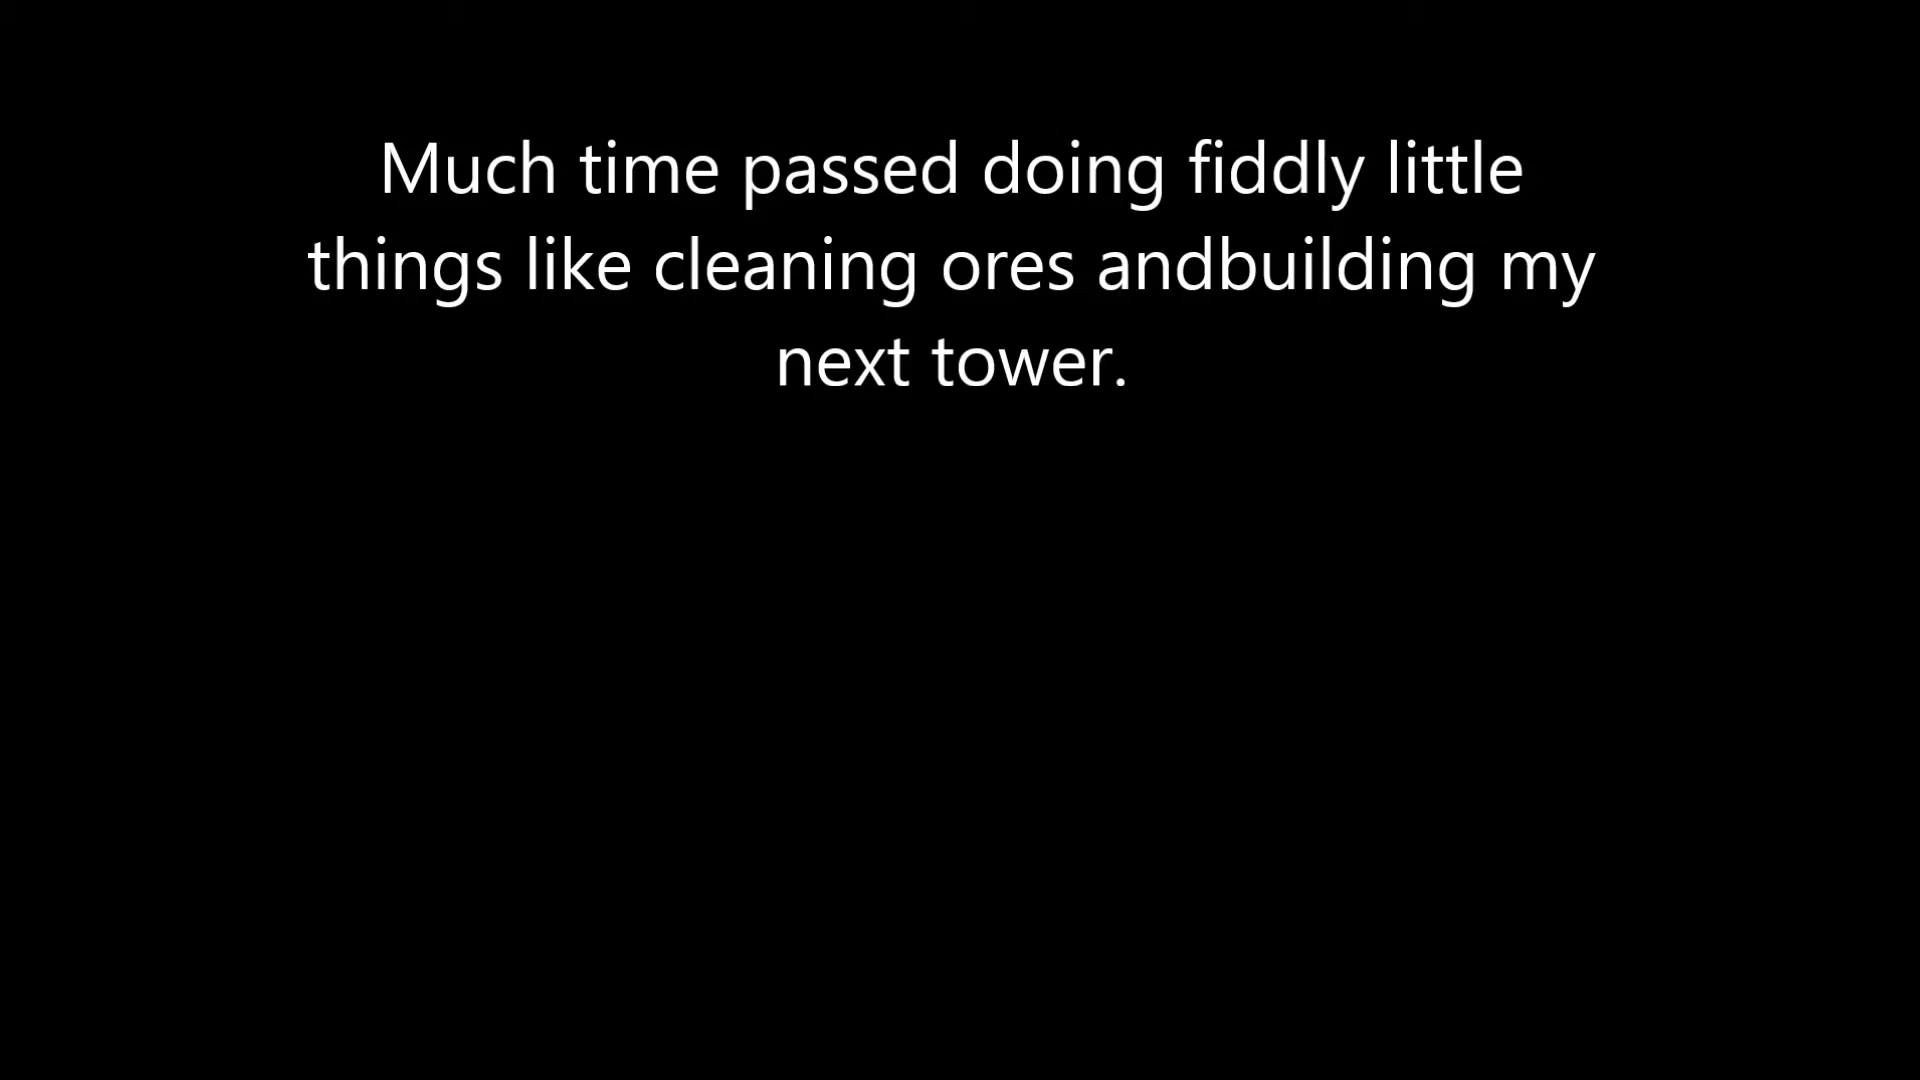 Much time passed doing fiddly little
things like cleaning ores andbuilding my
next tower.